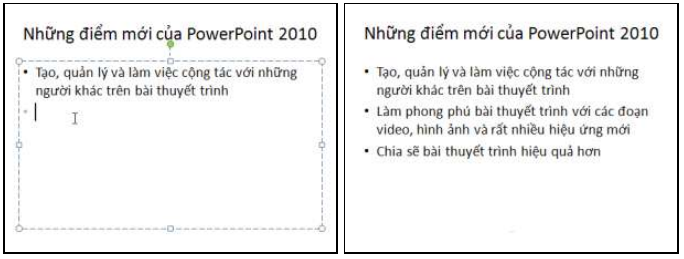 Những điểm mới của PowerPoint 2010
• Tạo, quản lý và làm việc cộng tác với những
người khác trên bài thuyết trình
Những điểm mới của PowerPoint 2010
• Tạo, quản lý và làm việc cộng tác với những
người khác trên bài thuyết trình
• Làm phong phú bài thuyết trình với các đoạn
video, hình ảnh và rất nhiều hiệu ứng mới
• Chia sẽ bài thuyết trình hiệu quả hơn